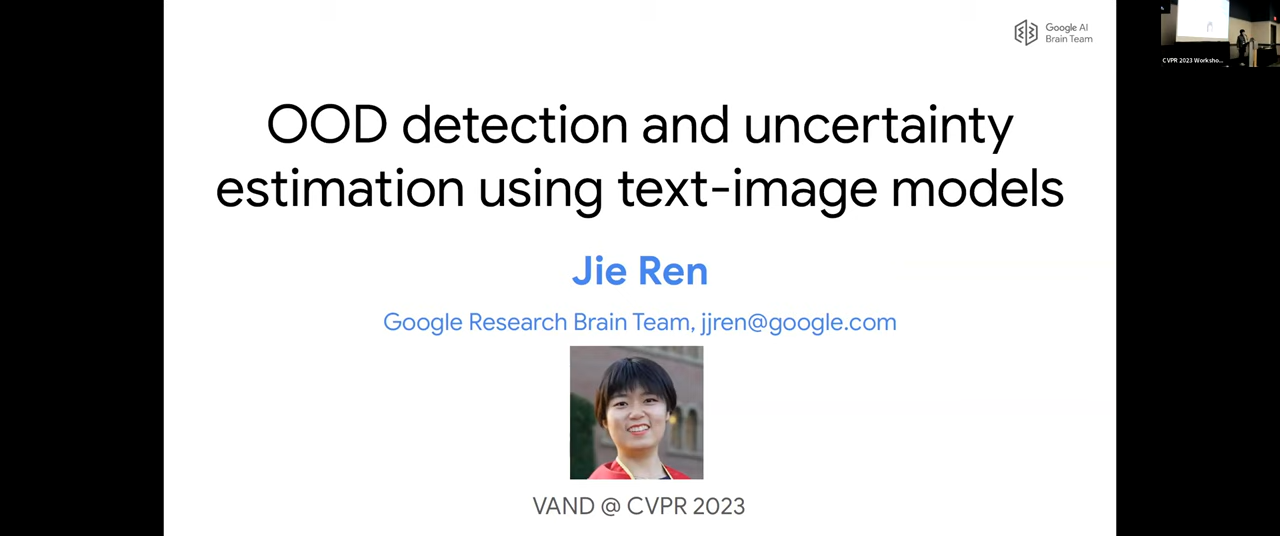 Google AI
Brain Team
CVPR 2023 Worksho...
OOD detection and uncertainty
estimation using text-image models
Jie Ren
Google Research Brain Team, jjren@google.com
VAND @ CVPR 2023